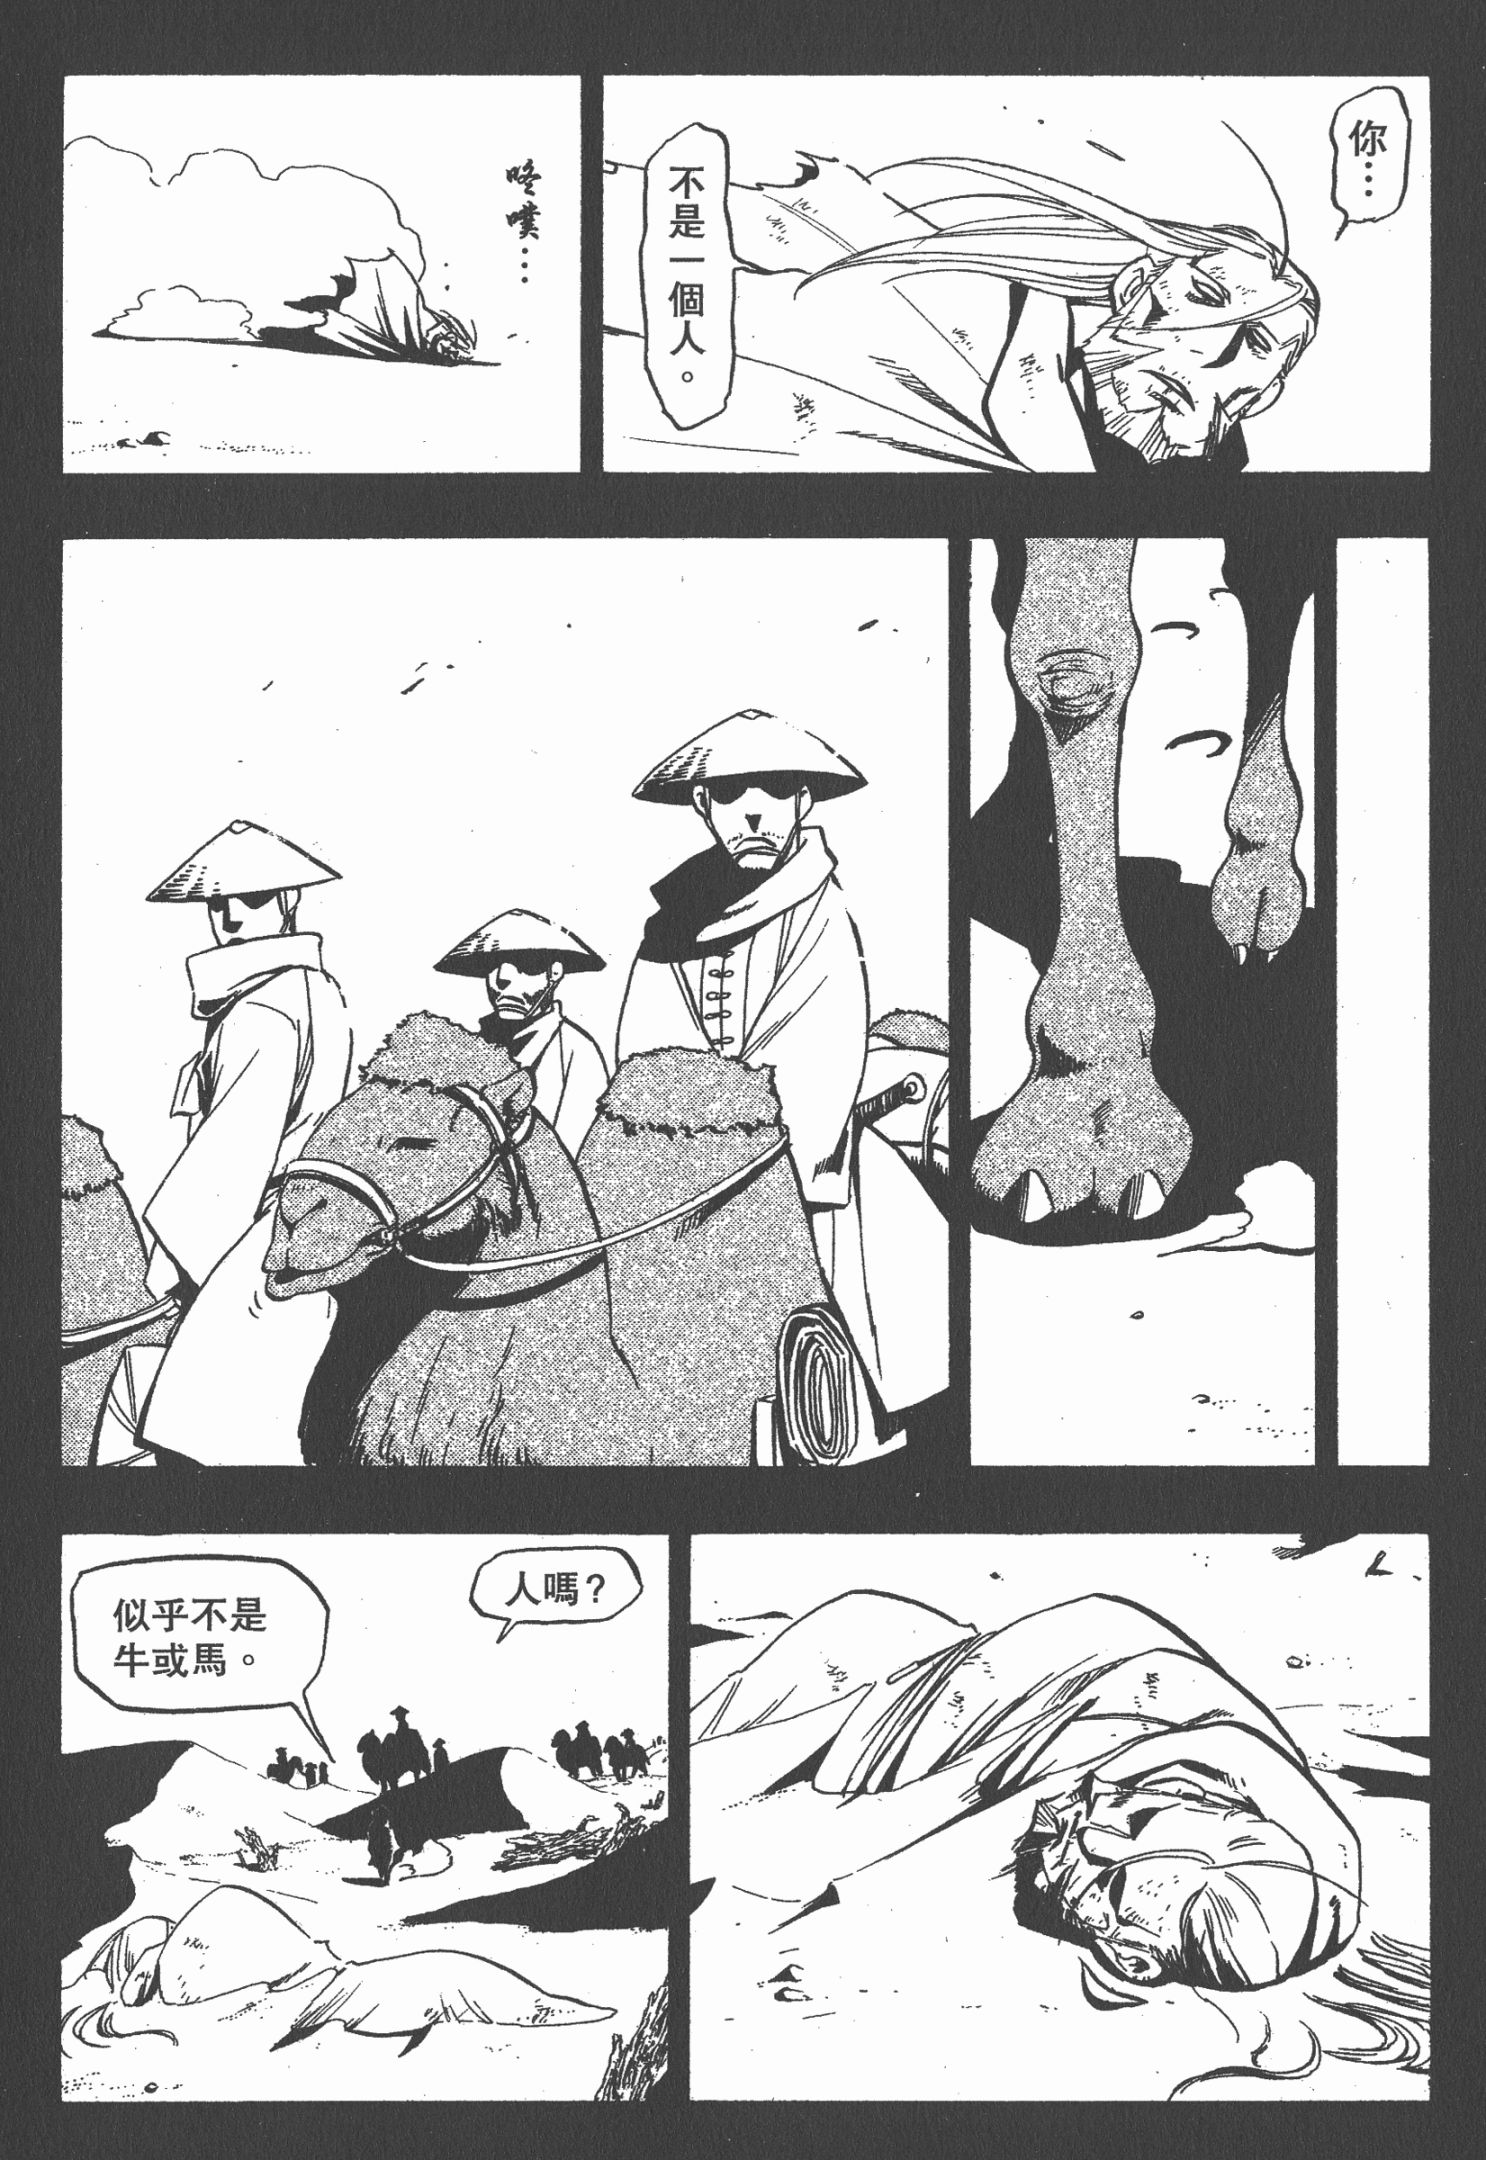 你⋯
不是一個人。
咚噗⋯
人嗎？
似乎不是
牛或馬。